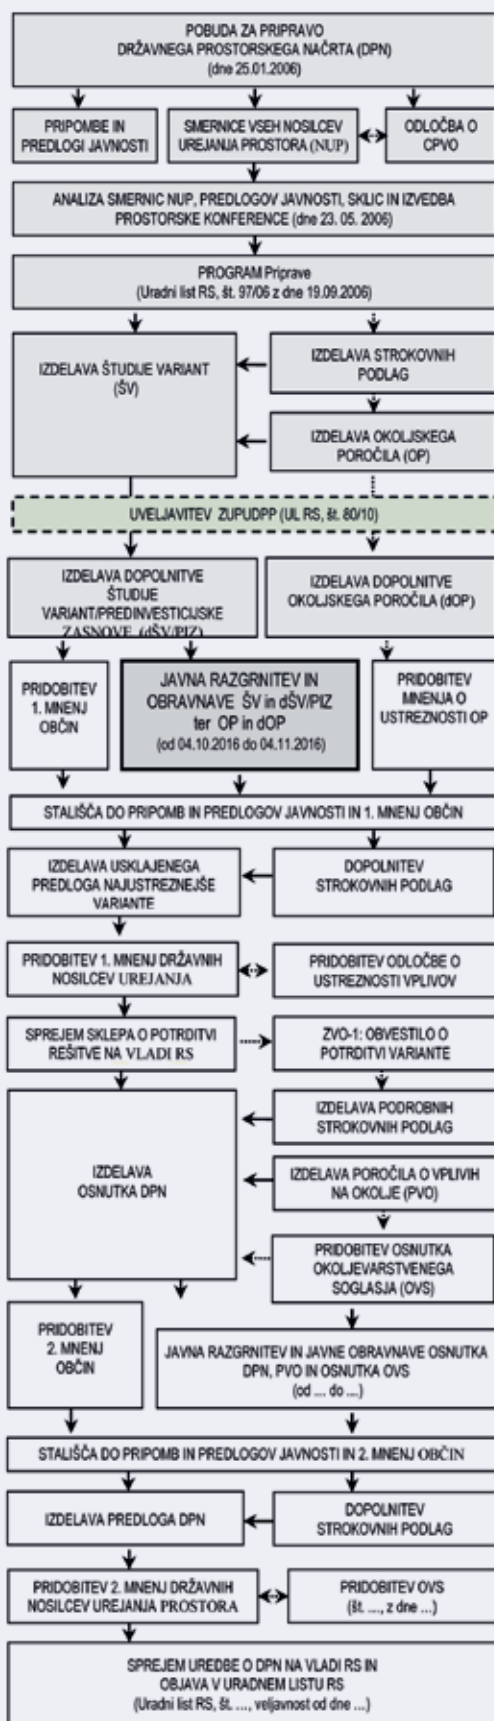 POBUDA ZA PRIPRAVO
DRŽAVNEGA PROSTORSKEGA NAČRTA (DPN)
(dne 25.01.2006)
PRIPOMBE IN
PREDLOGI JAVNOSTI
SMERNICE VSEH NOSILCEV
UREJANJA PROSTORA (NUP)
ODLOČBA O
CPVO
ANALIZA SMERNIC NUP, PREDLOGOV JAVNOSTI, SKLIC IN IZVEDBA
PROSTORSKE KONFERENCE (dne 23. 05. 2006)
PROGRAM Priprave
(Uradni list RS, št. 97/06 z dne 19.09.2006)
IZDELAVA ŠTUDIJE VARIANT
(ŠV)
IZDELAVA STROKOVNIH
PODLAG
IZDELAVA OKOLJSKEGA
POROČILA (OP)
UVELJAVITEV ZUPUDPP (UL RS, št. 80/10)
IZDELAVA DOPOLNITVE
ŠTUDIJE
VARIANT/PREDINVESTICIJSKE
ZASNOVE (dŠV/PIZ)
IZDELAVA DOPOLNITVE
OKOLJSKEGA POROČILA (dOP)
PRIDOBITEV
1. MNENJ
OBČIN
JAVNA RAZGRNITEV IN
OBRAVNAVE ŠV in dŠV/PIZ
ter OP in dOP
(od 04.10.2016 do 04.11.2016)
PRIDOBITEV
MNENJA O
USTREZNOSTI OP
STALIŠČA DO PRIPOMB IN PREDLOGOV JAVNOSTI IN 1. MNENJ OBČIN
IZDELAVA USKLAJENEGA
PREDLOGA NAJUSTREZNEJŠE
VARIANTE
DOPOLNITEV
STROKOVNIH PODLAG
PRIDOBITEV 1. MNENJ DRŽAVNIH
NOSILCEV UREJANJA
PRIDOBITEV ODLOČBE O
USTREZNOSTI VPLIVOV
SPREJEM SKLEPA O POTRDITVI
REŠITVE NA VLADI RS
ZVO-1: OBVESTILO O
POTRDITVI VARIANTE
IZDELAVA
OSNUTKA DPN
IZDELAVA PODROBNIH
STROKOVNIH PODLAG
IZDELAVA POROČILA O VPLIVIH
NA OKOLJE (PVO)
PRIDOBITEV OSNUTKA
OKOLJEVARSTVENEGA
SOGLASJA (OVS)
PRIDOBITEV
2. MNENJ
OBČIN
JAVNA RAZGRNITEV IN JAVNE OBRAVNAVE OSNUTKA
DPN, PVO IN OSNUTKA OVS
(od ... do ...)
STALIŠČA DO PRIPOMB IN PREDLOGOV JAVNOSTI IN 2. MNENJ OBČIN
IZDELAVA PREDLOGA DPN
DOPOLNITEV
STROKOVNIH PODLAG
PRIDOBITEV 2. MNENJ DRŽAVNIH
NOSILCEV UREJANJA PROSTORA
PRIDOBITEV OVS
(št. ...., z dne ...)
SPREJEM UREDBE O DPN NA VLADI RS IN
OBJAVA V URADNEM LISTU RS
(Uradni list RS, št. ..., veljavnost od dne ...)